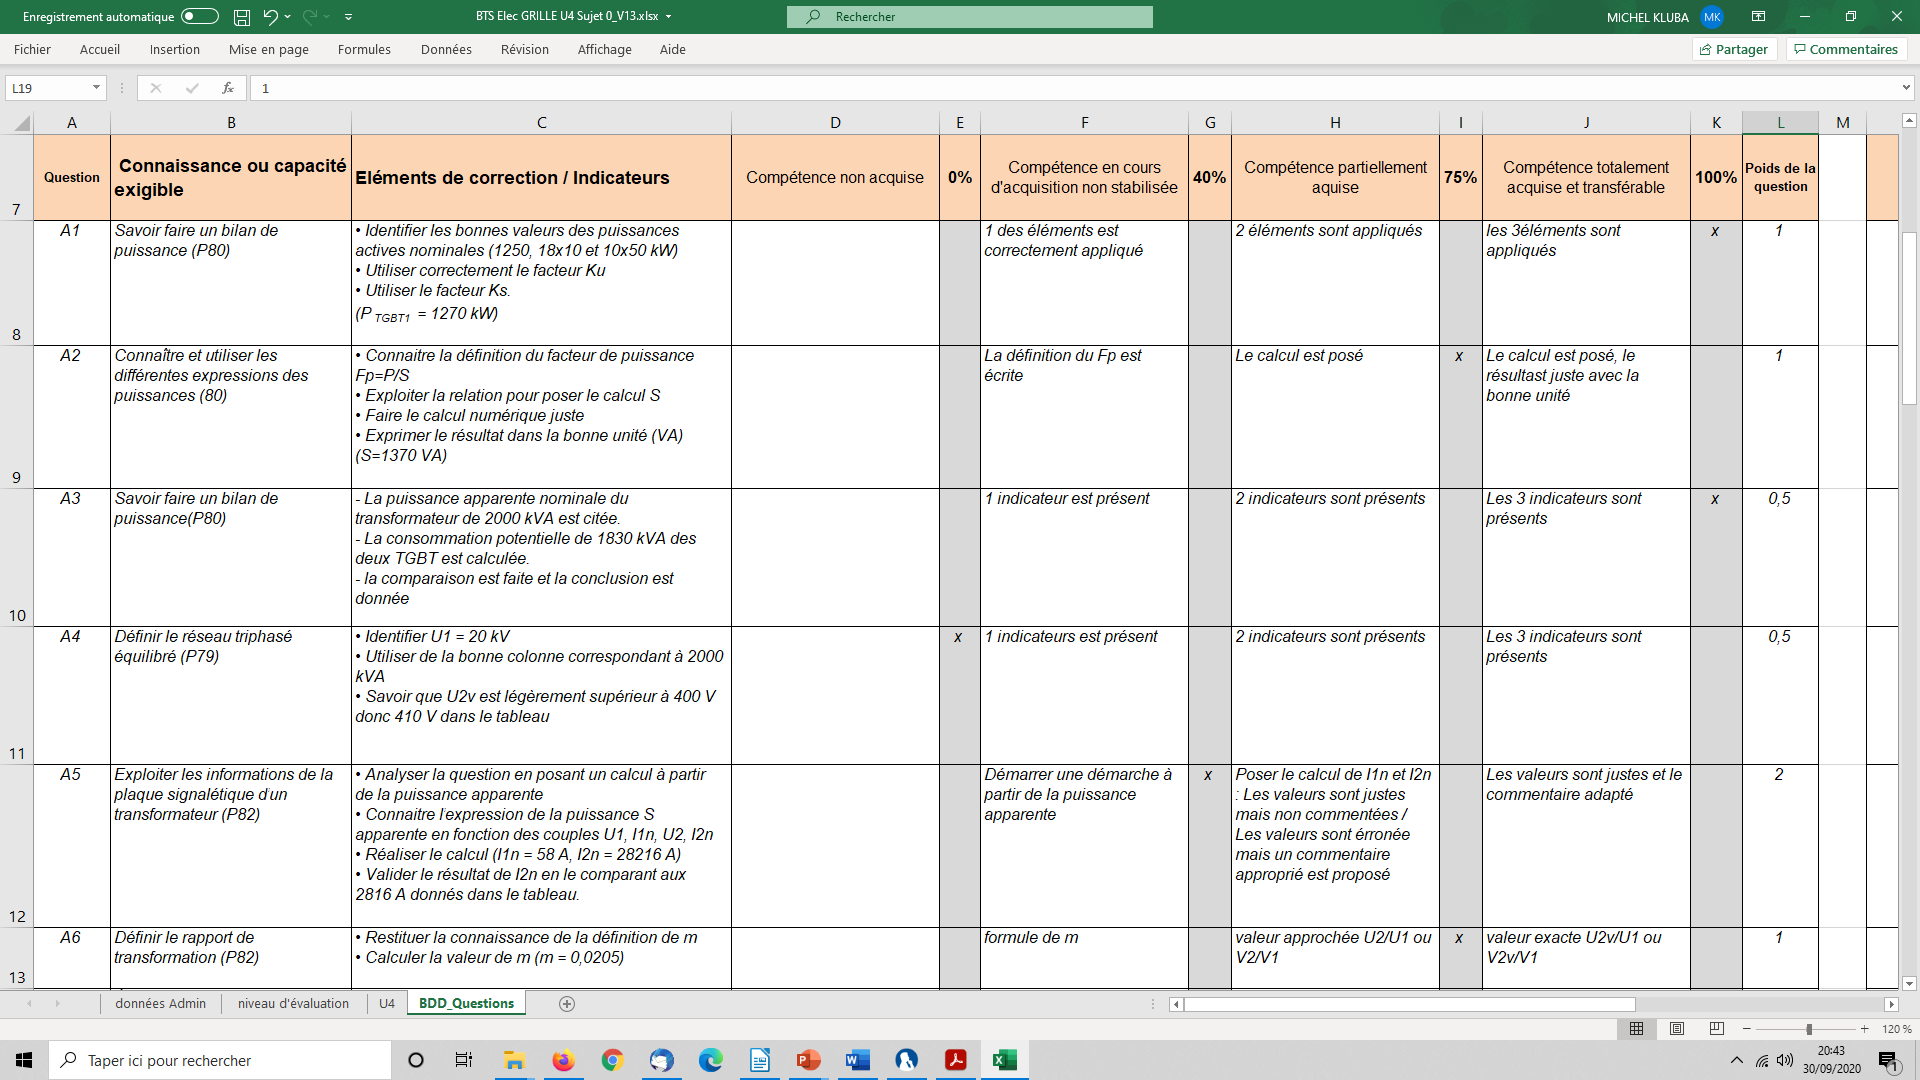 Enregistrement automatique
BTS Elec GRILLE U4 Sujet 0_V13.xlsx
Rechercher
MICHEL KLUBA
MK
Fichier Accueil Insertion Mise en page Formules Données Révision Affichage Aide
Partager
Commentaires
L19
fx
1
A B C D E F G H I J K L M
7
Question
Connaissance ou capacité
exigible
Eléments de correction / Indicateurs
Compétence non acquise
0%
Compétence en cours
d'acquisition non stabilisée
40%
Compétence partiellement
aquise
75%
Compétence totalement
acquise et transférable
100%
Poids de la
question
8
A1
Savoir faire un bilan de
puissance (P80)
• Identifier les bonnes valeurs des puissances
actives nominales (1250, 18x10 et 10x50 kW)
• Utiliser correctement le facteur Ku
• Utiliser le facteur Ks.
(P TGBT1 = 1270 kW)
1 des éléments est
correctement appliqué
2 éléments sont appliqués
les 3éléments sont
appliqués
x
1
9
A2
Connaître et utiliser les
différentes expressions des
puissances (80)
• Connaitre la définition du facteur de puissance
Fp=P/S
• Exploiter la relation pour poser le calcul S
• Faire le calcul numérique juste
• Exprimer le résultat dans la bonne unité (VA)
(S=1370 VA)
La définition du Fp est
écrite
Le calcul est posé
x
Le calcul est posé, le
résultast juste avec la
bonne unité
1
10
A3
Savoir faire un bilan de
puissance(P80)
- La puissance apparente nominale du
transformateur de 2000 kVA est citée.
- La consommation potentielle de 1830 kVA des
deux TGBT est calculée.
- la comparaison est faite et la conclusion est
donnée
1 indicateur est présent
2 indicateurs sont présents
Les 3 indicateurs sont
présents
x
0,5
11
A4
Définir le réseau triphasé
équilibré (P79)
• Identifier U1 = 20 kV
• Utiliser de la bonne colonne correspondant à 2000
kVA
• Savoir que U2v est légèrement supérieur à 400 V
donc 410 V dans le tableau
x
1 indicateurs est présent
2 indicateurs sont présents
Les 3 indicateurs sont
présents
0,5
12
A5
Exploiter les informations de la
plaque signalétique d'un
transformateur (P82)
• Analyser la question en posant un calcul à partir
de la puissance apparente
• Connaitre l'expression de la puissance S
apparente en fonction des couples U1, I1n, U2, I2n
• Réaliser le calcul (I1n = 58 A, I2n = 28216 A)
• Valider le résultat de I2n en le comparant aux
2816 A donnés dans le tableau.
Démarrer une démarche à
partir de la puissance
apparente
x
Poser le calcul de I1n et I2n
: Les valeurs sont justes
mais non commentées /
Les valeurs sont érronée
mais un commentaire
approprié est proposé
Les valeurs sont justes et le
commentaire adapté
2
13
A6
Définir le rapport de
transformation (P82)
• Restituer la connaissance de la définition de m
• Calculer la valeur de m (m = 0,0205)
formule de m
valeur approchée U2/U1 ou
V2/V1
x
valeur exacte U2v/U1 ou
V2v/V1
1
données Admin niveau d'évaluation U4 BDD_Questions
120 %
Taper ici pour rechercher
20:43
30/09/2020
1